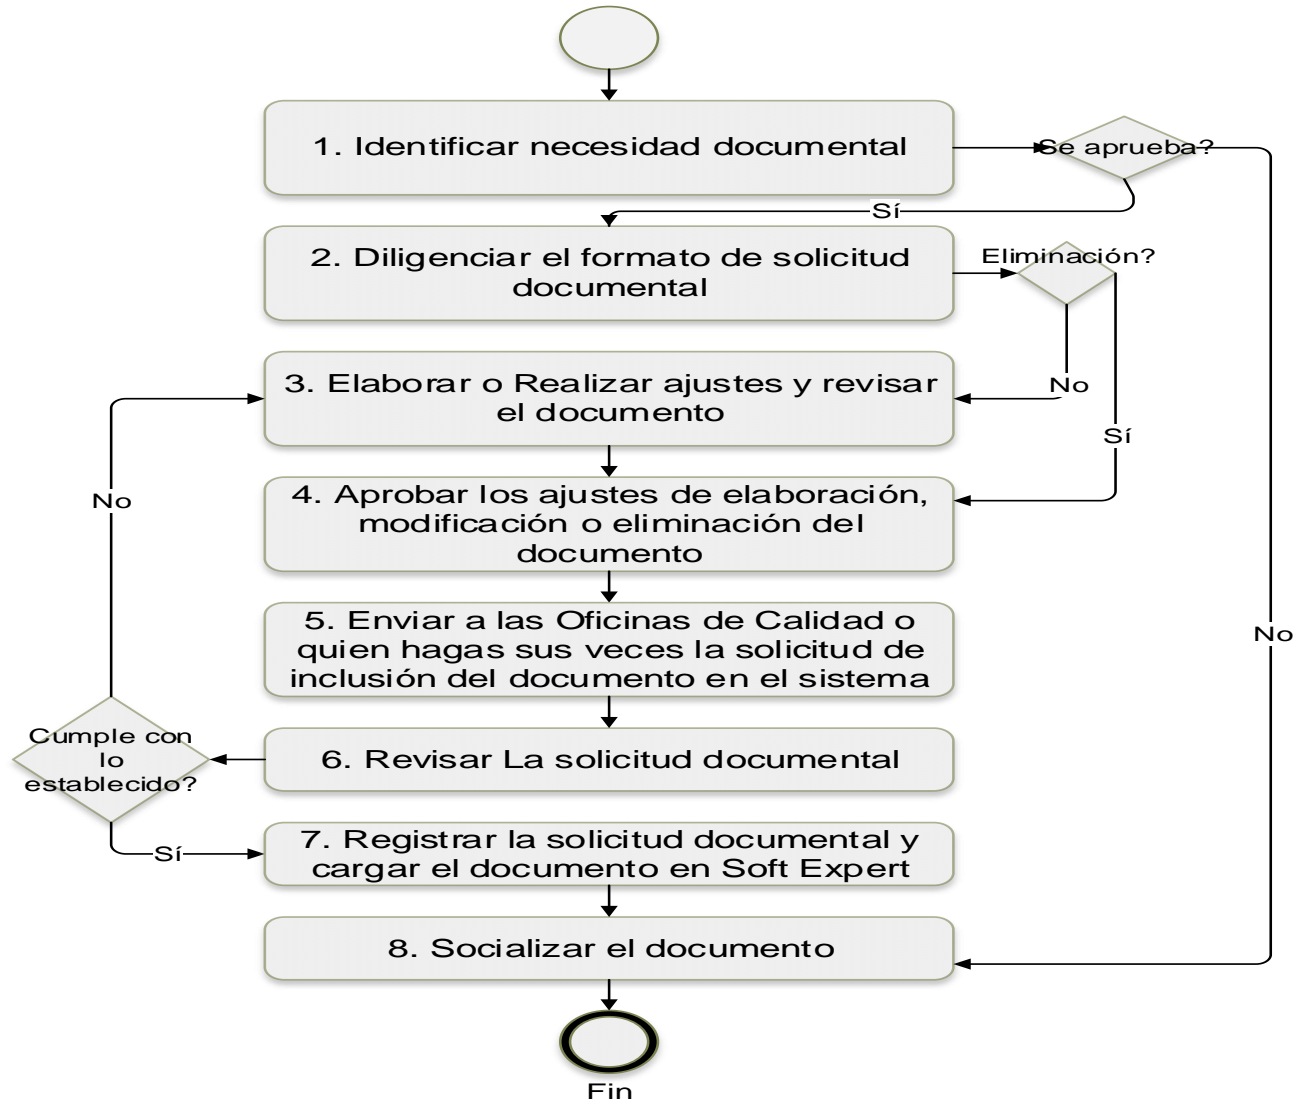 1. Identificar necesidad documental
Se aprueba?
Sí
2. Diligenciar el formato de solicitud
documental
Eliminación?
No
Sí
3. Elaborar o Realizar ajustes y revisar
el documento
No
4. Aprobar los ajustes de elaboración,
modificación o eliminación del
documento
5. Enviar a las Oficinas de Calidad o
quien hagas sus veces la solicitud de
inclusión del documento en el sistema
No
Cumple con
lo
establecido?
6. Revisar La solicitud documental
Sí
7. Registrar la solicitud documental y
cargar el documento en Soft Expert
8. Socializar el documento
Fin